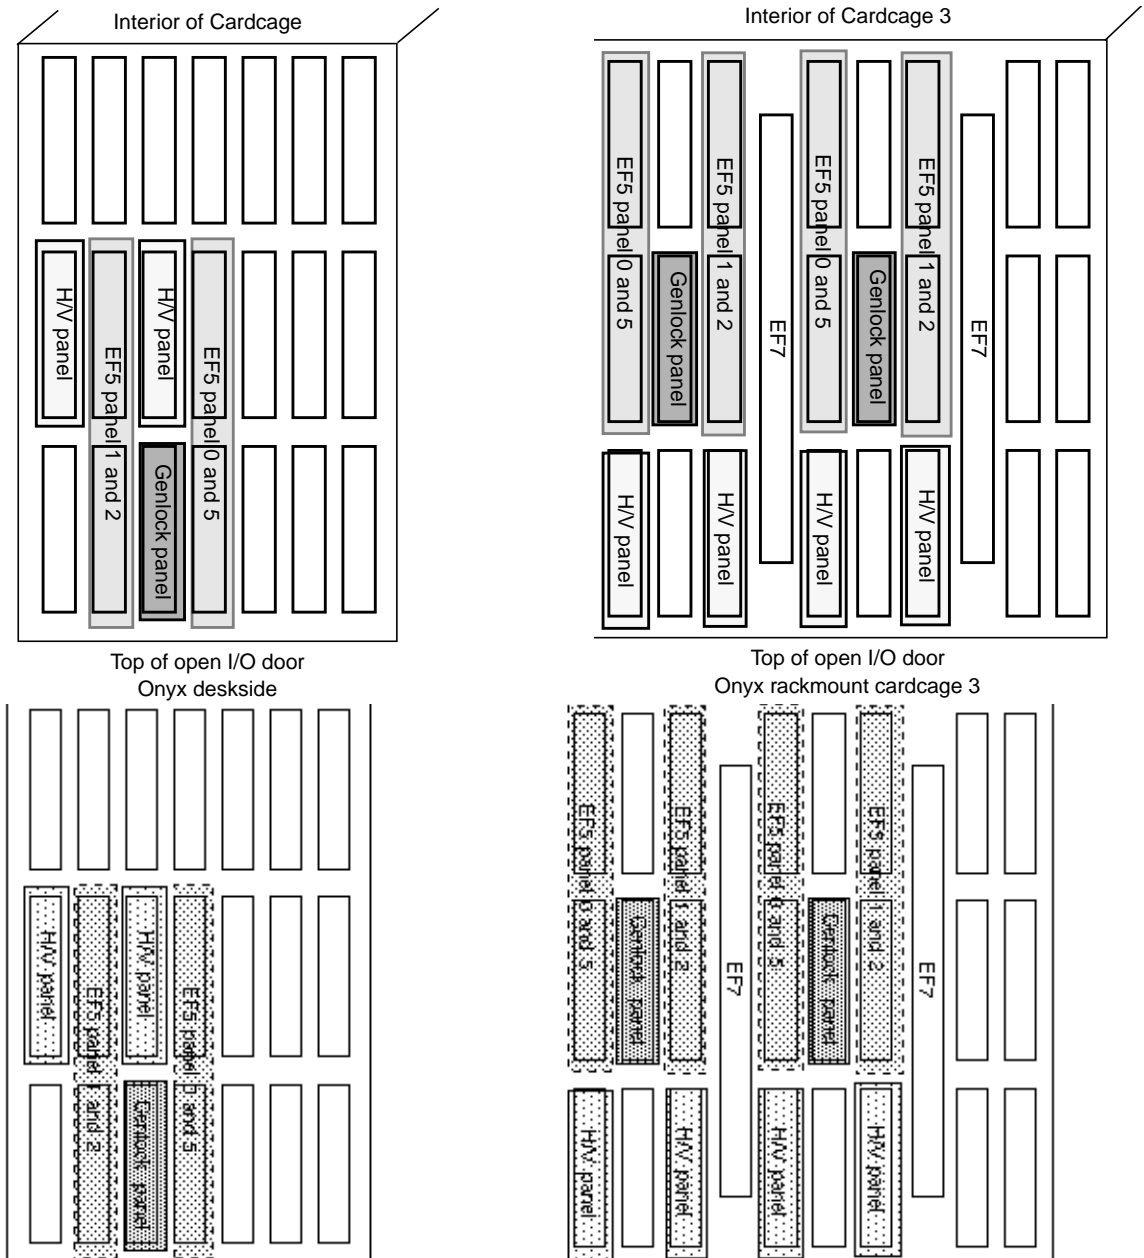 Interior of Cardcage
H/V panel
EF5 panel 1 and 2
H/V panel
Genlock panel
EF5 panel 0 and 5
Top of open I/O door
Onyx deskside
Interior of Cardcage 3
EF5 panel 0 and 5
Genlock panel
EF5 panel 1 and 2
EF7
EF5 panel 0 and 5
Genlock panel
EF5 panel 1 and 2
EF7
H/V panel
H/V panel
H/V panel
H/V panel
Top of open I/O door
Onyx rackmount cardcage 3
H/V panel
EF5 panel 1 and 2
H/V panel
Genlock panel
EF5 panel 0 and 5
EF5 panel 0 and 5
Genlock panel
EF5 panel 1 and 2
EF7
EF5 panel 0 and 5
Genlock panel
EF5 panel 1 and 2
EF7
H/V panel
H/V panel
H/V panel
H/V panel